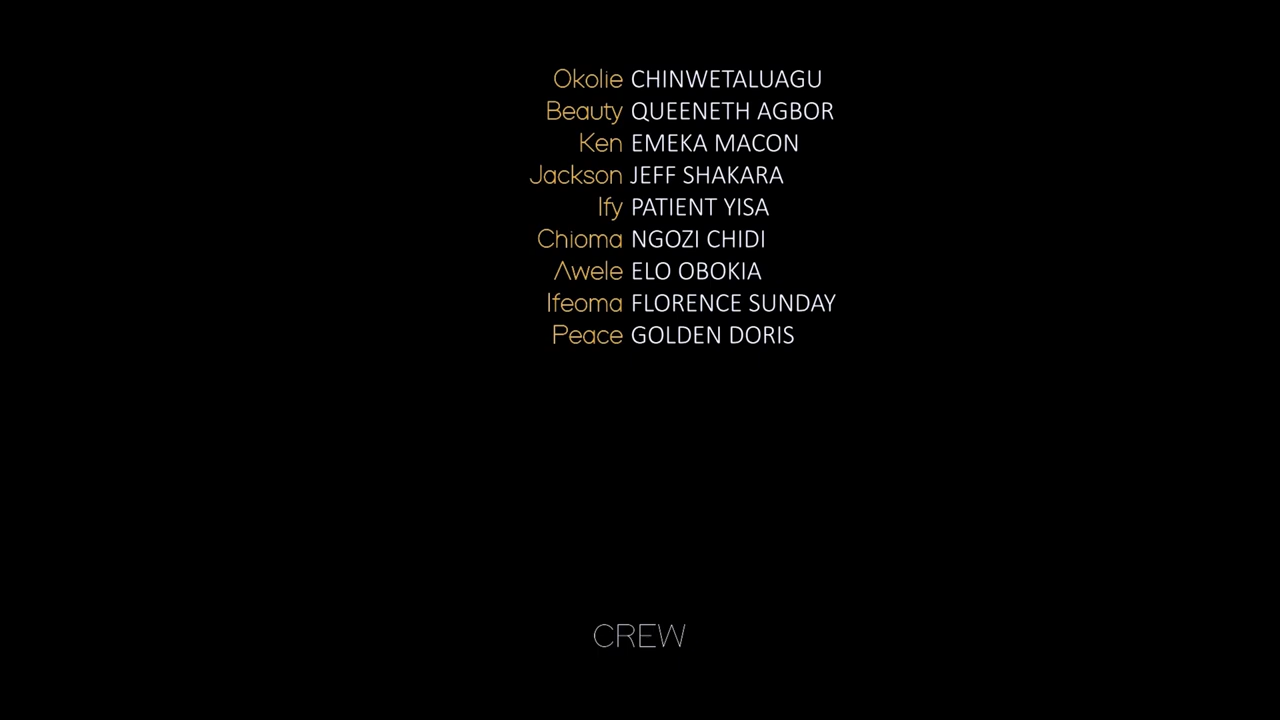 Okolie CHINWETALUAGU
Beauty QUEENETH AGBOR
Ken EMEKA MACON
Jackson JEFF SHAKARA
Ify PATIENT YISA
Chioma NGOZI CHIDI
Awele ELO OBOKIA
Ifeoma FLORENCE SUNDAY
Peace GOLDEN DORIS
CREW